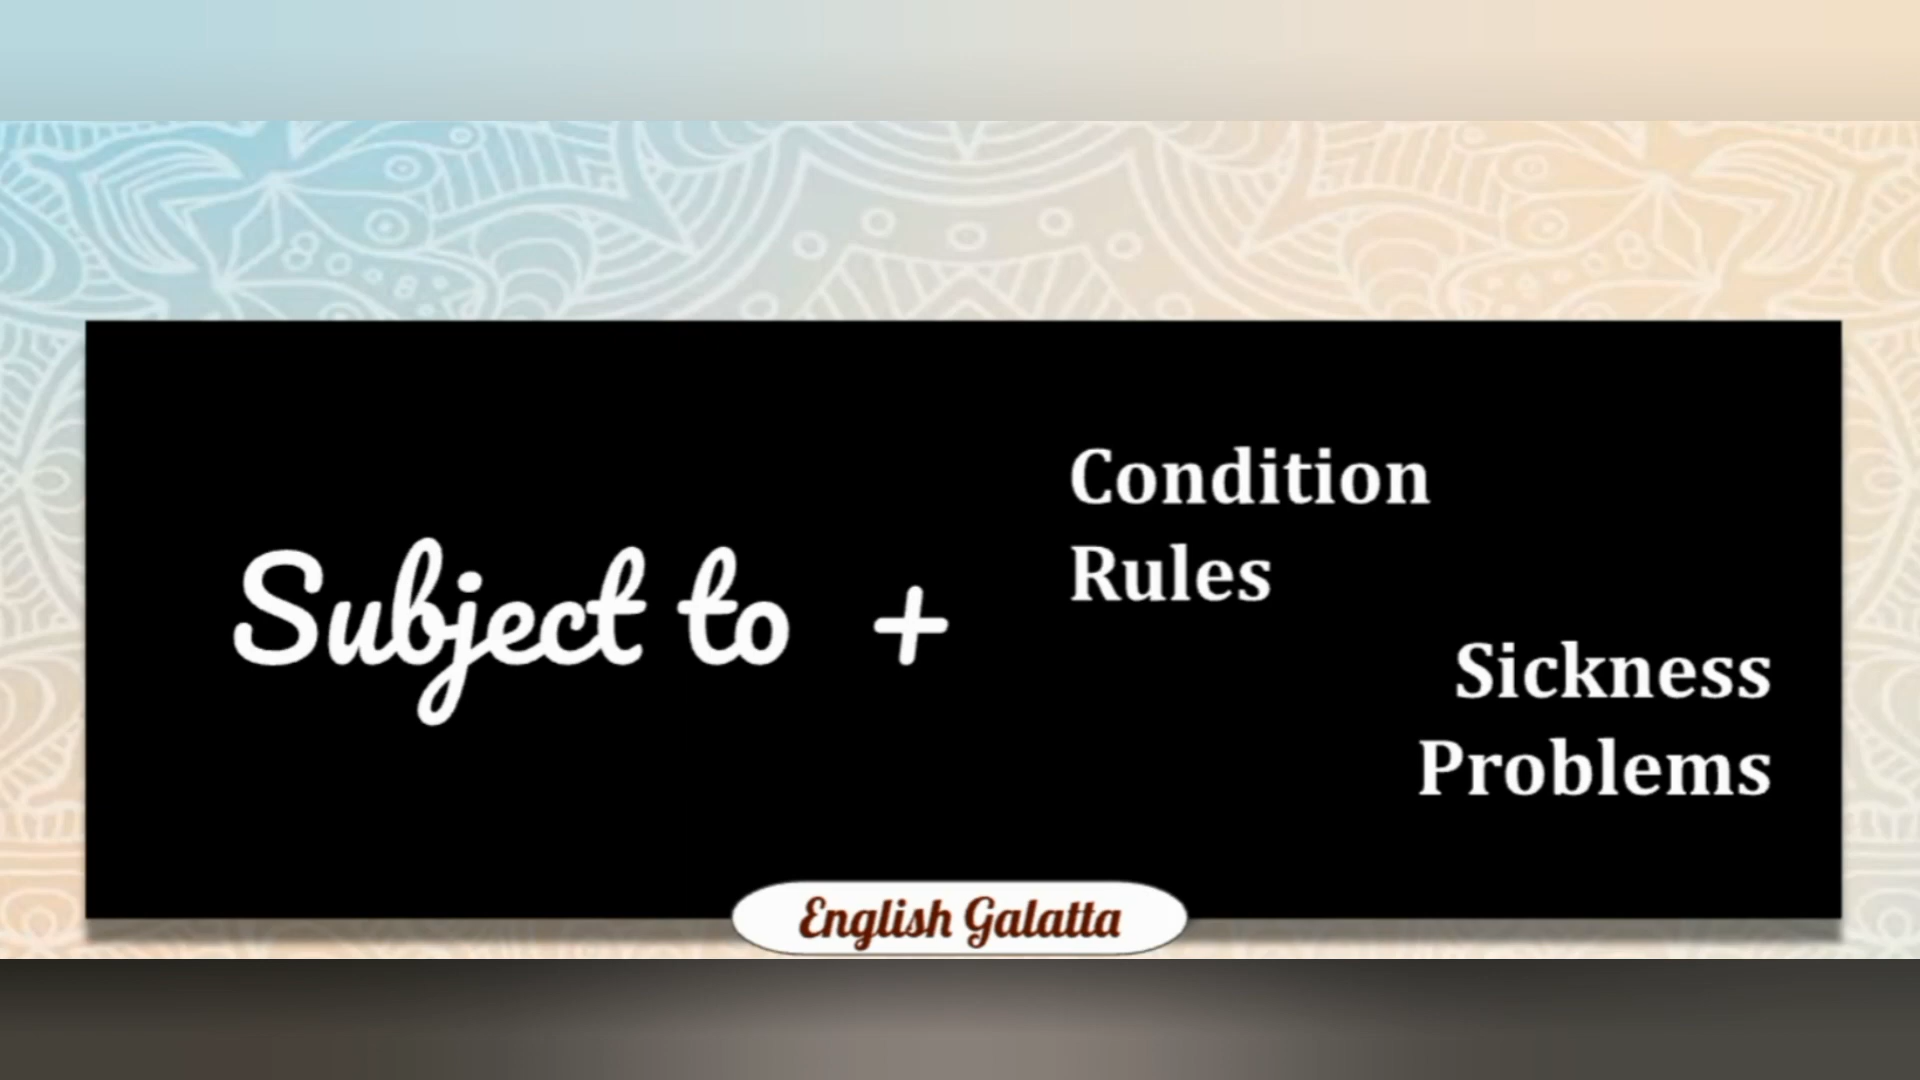 Condition
Rules
Subject to +
Sickness
Problems
English Galatta